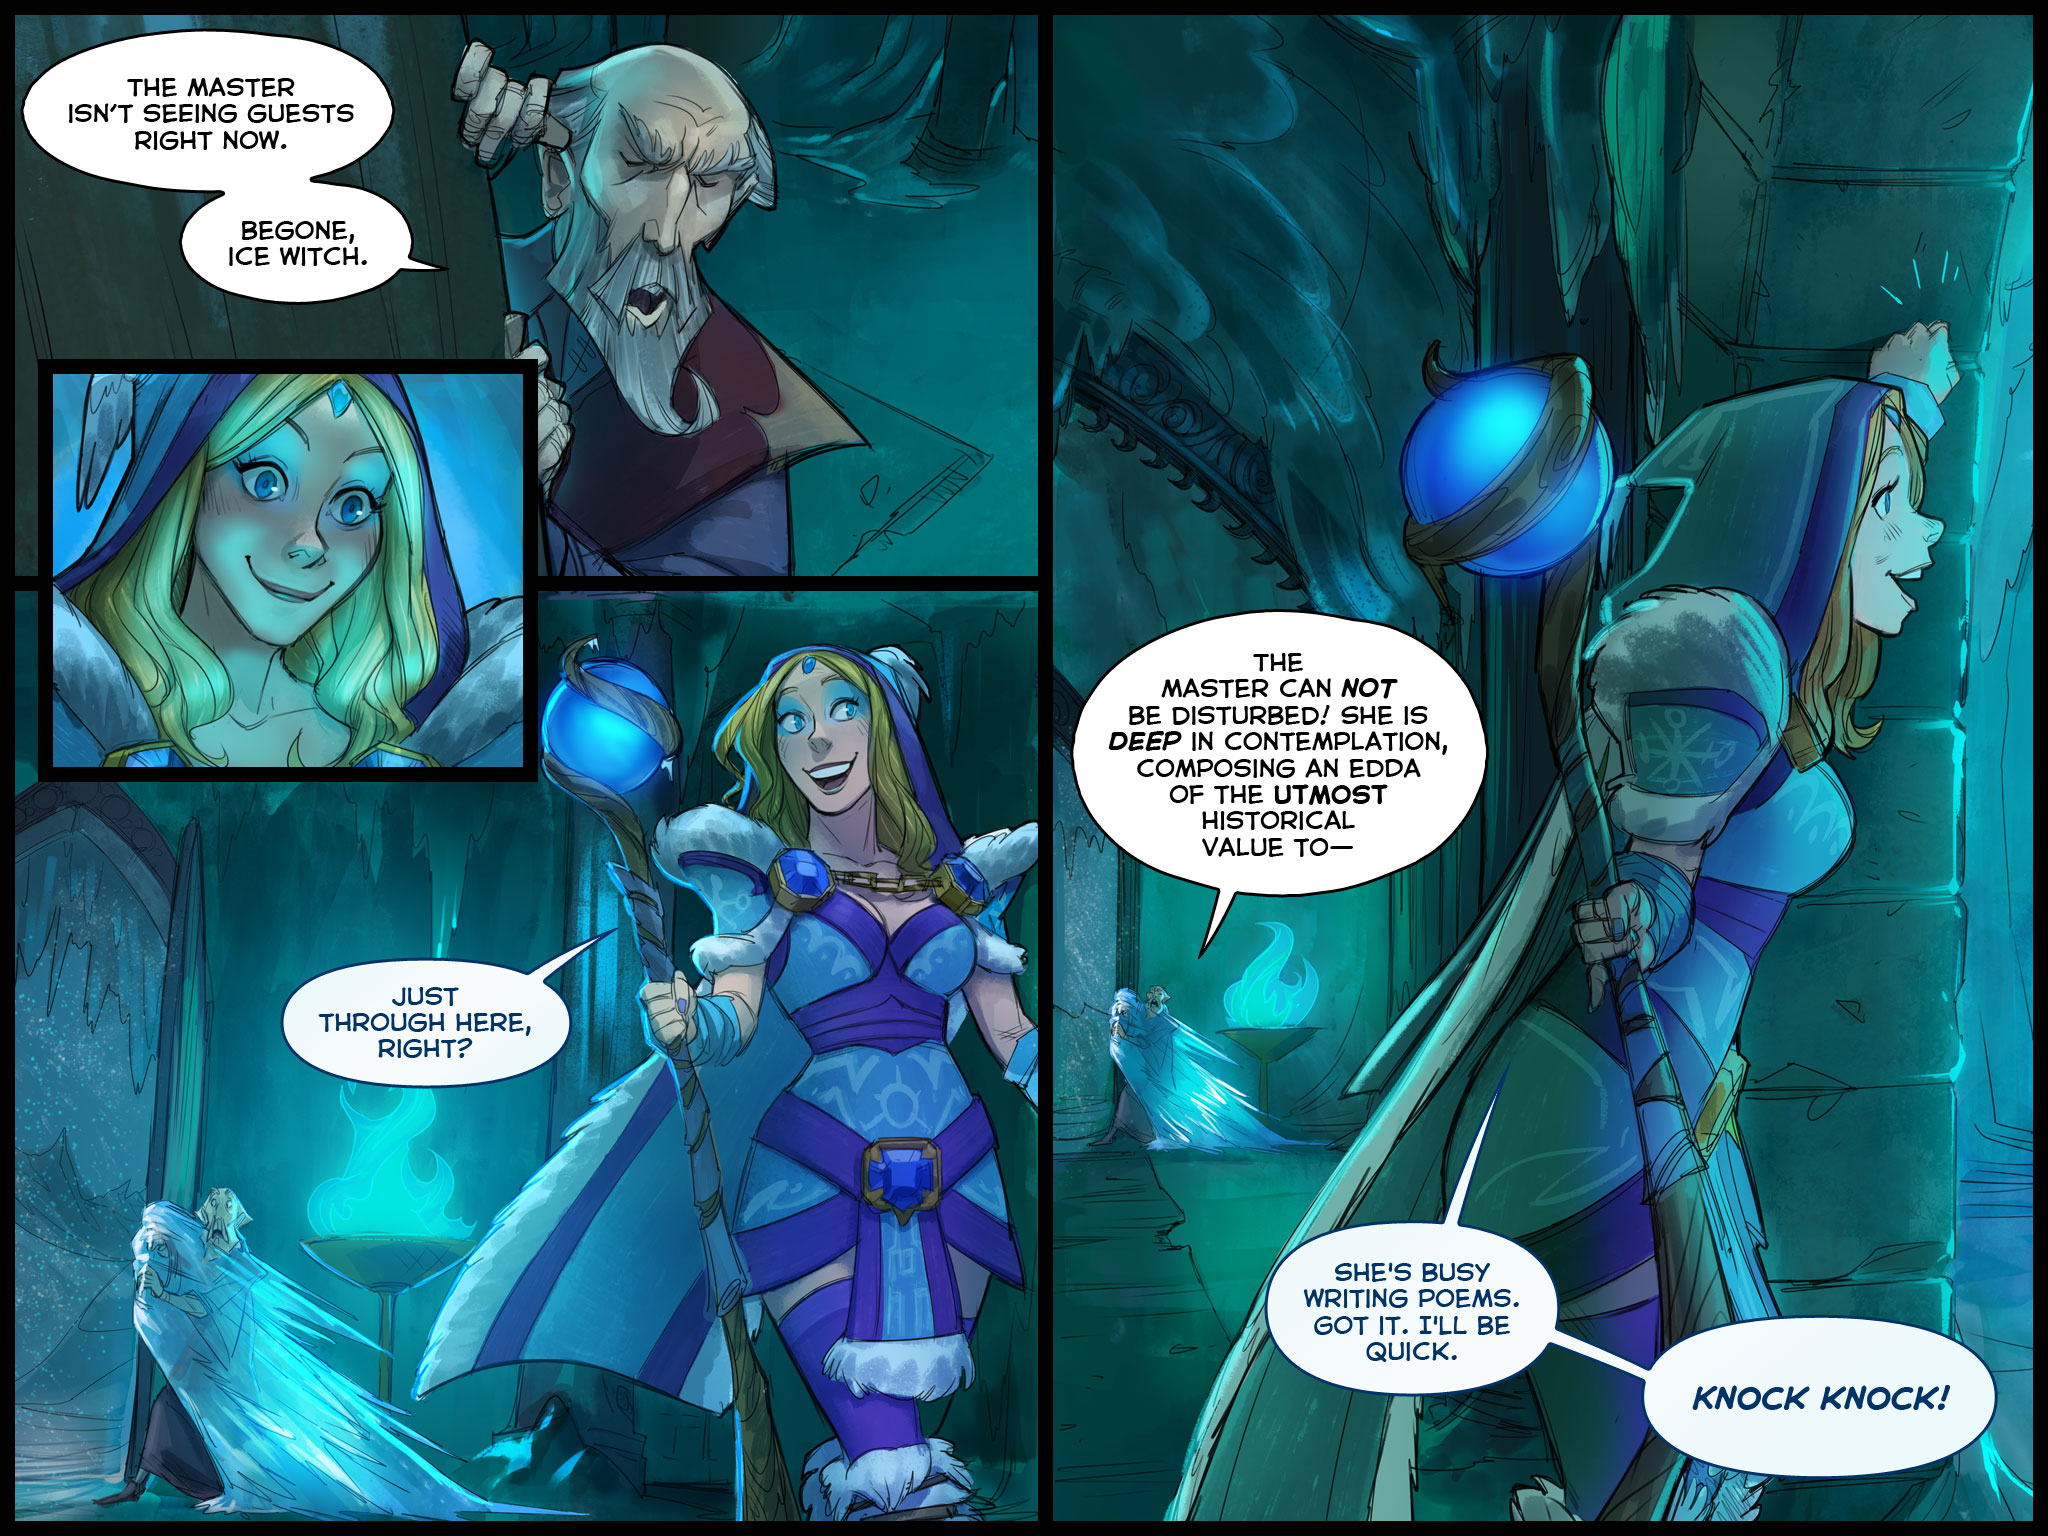 THE MASTER
ISN'T SEEING GUESTS
RIGHT NOW.
BEGONE,
ICE WITCH.
JUST
THROUGH HERE,
RIGHT?
THE
MASTER CAN NOT
BE DISTURBED! SHE IS
DEEP IN CONTEMPLATION,
COMPOSING AN EDDA
OF THE UTMOST
HISTORICAL
VALUE TO—
SHE'S BUSY
WRITING POEMS.
GOT IT. I'LL BE
QUICK.
KNOCK KNOCK!